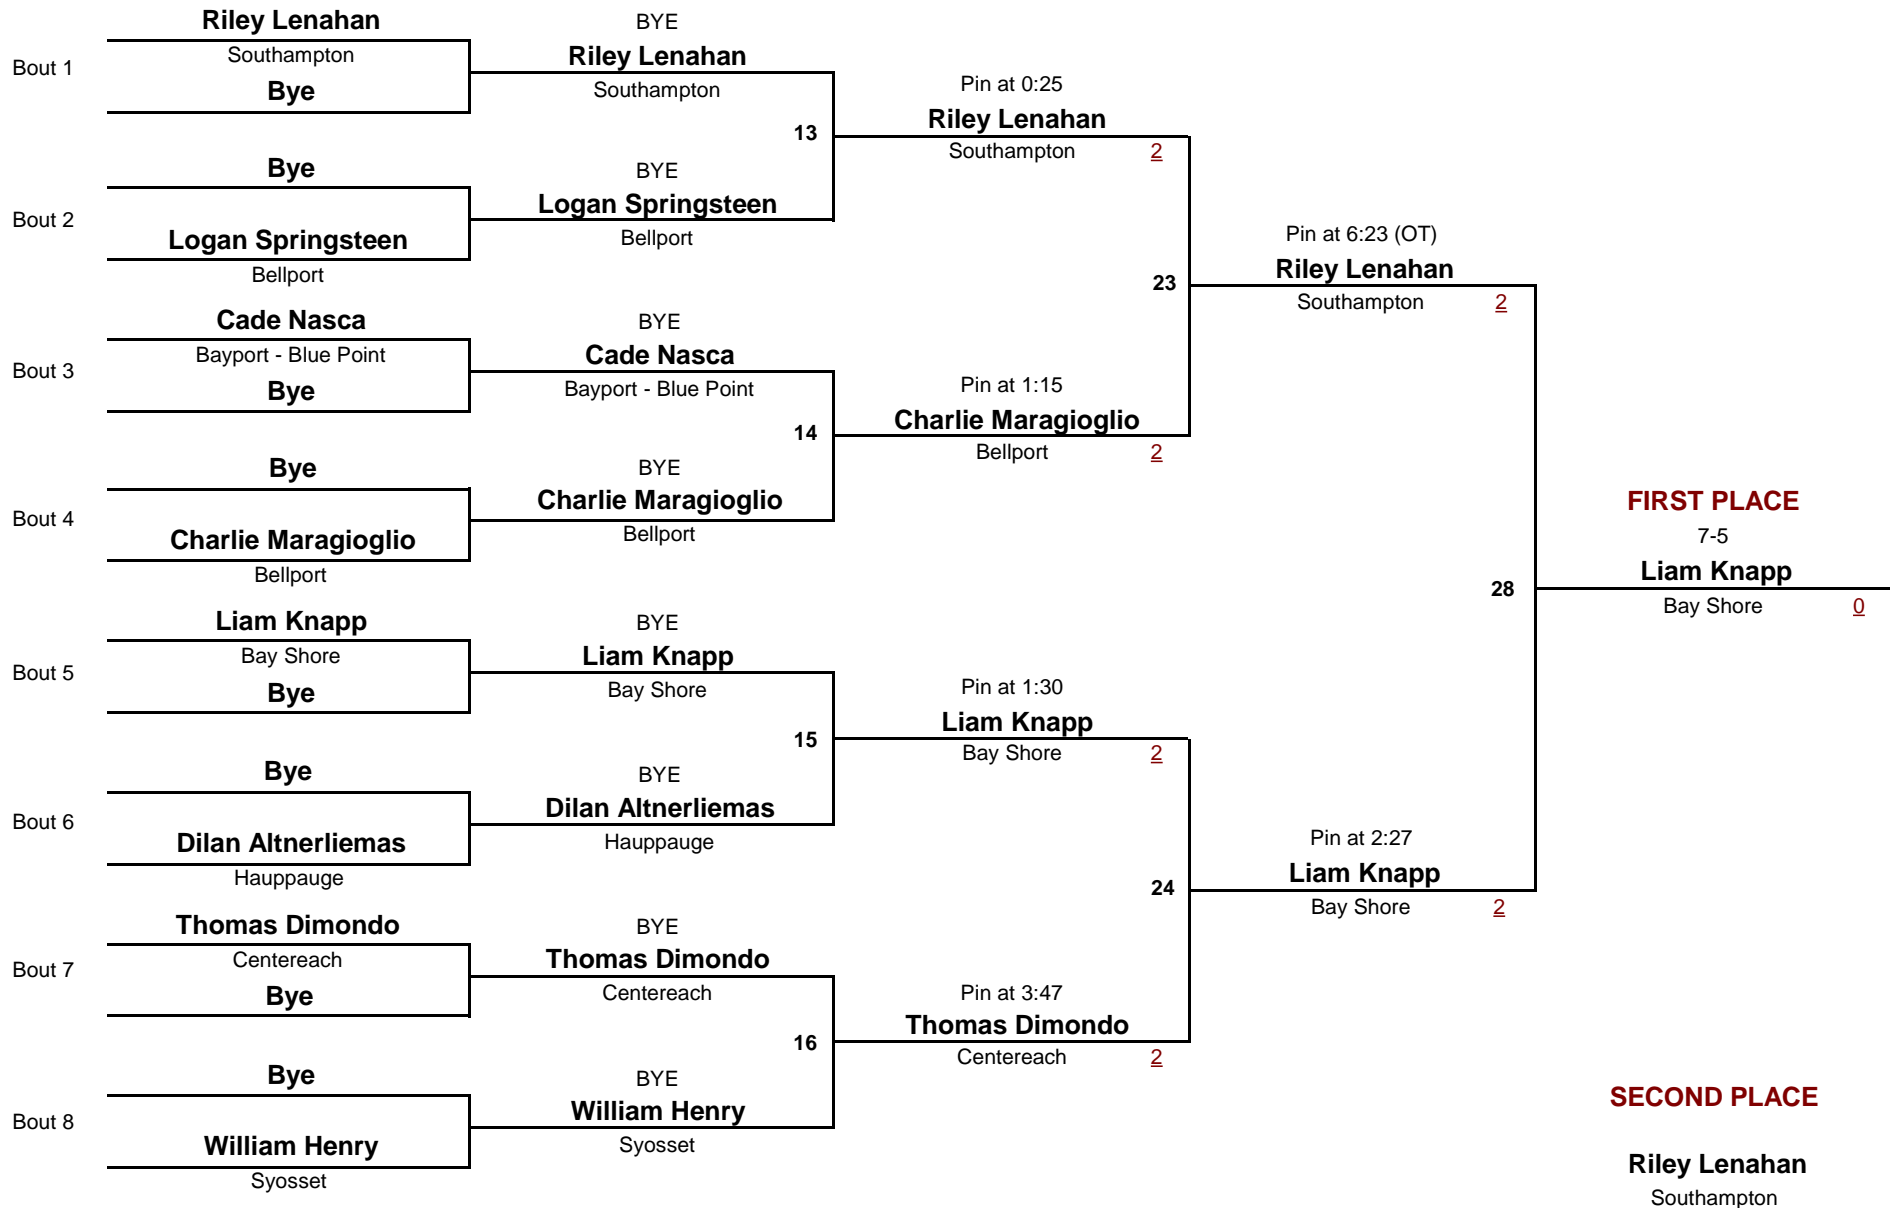 Riley Lenahan
Bout 1
Southampton
Bye
Bye
Bout 2
Logan Springsteen
Bellport
Cade Nasca
Bout 3
Bayport - Blue Point
Bye
Bye
Bout 4
Charlie Maragioglio
Bellport
Liam Knapp
Bout 5
Bay Shore
Bye
Bye
Bout 6
Dilan Altnerliemas
Hauppauge
Thomas Dimondo
Bout 7
Centereach
Bye
Bye
Bout 8
William Henry
Syosset
BYE
Riley Lenahan
Southampton
13
BYE
Logan Springsteen
Bellport
BYE
Cade Nasca
Bayport - Blue Point
14
BYE
Charlie Maragioglio
Bellport
BYE
Liam Knapp
Bay Shore
15
BYE
Dilan Altnerliemas
Hauppauge
BYE
Thomas Dimondo
Centereach
16
BYE
William Henry
Syosset
Pin at 0:25
Riley Lenahan
Southampton 2
23
Pin at 1:15
Charlie Maragioglio
Bellport 2
Pin at 1:30
Liam Knapp
Bay Shore 2
24
Pin at 3:47
Thomas Dimondo
Centereach 2
Pin at 6:23 (OT)
Riley Lenahan
Southampton 2
28
Pin at 2:27
Liam Knapp
Bay Shore 2
FIRST PLACE
7-5
Liam Knapp
Bay Shore 0
SECOND PLACE
Riley Lenahan
Southampton